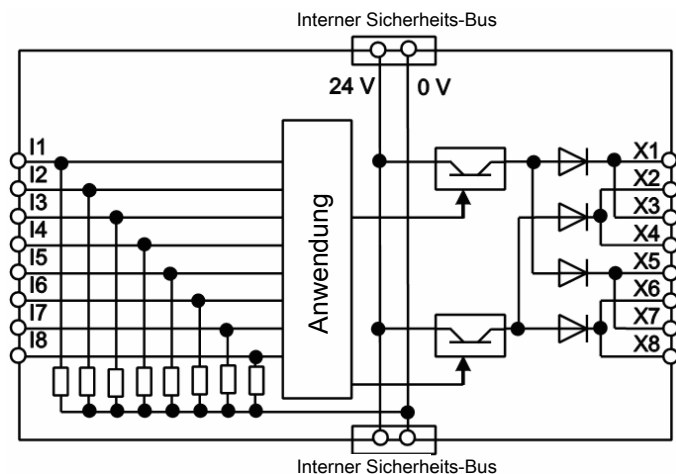 Interner Sicherheits-Bus
24 V
0 V
I1
I2
I3
I4
I5
I6
I7
I8
Anwendung
X1
X2
X3
X4
X5
X6
X7
X8
Interner Sicherheits-Bus